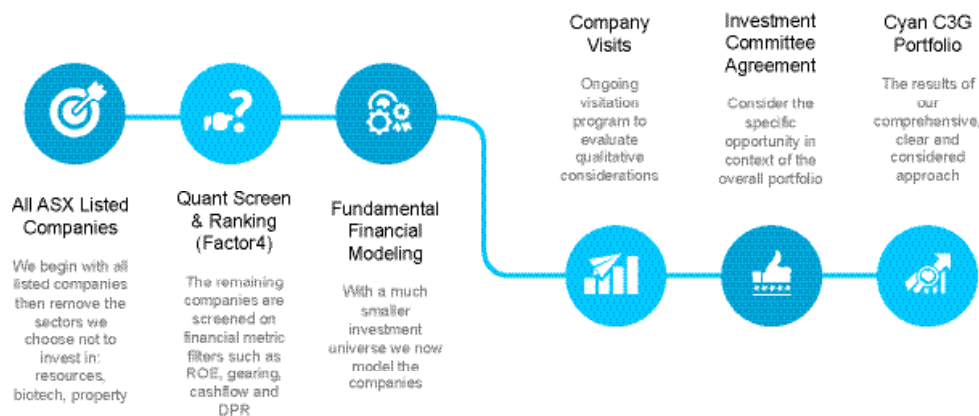 All ASX Listed
Companies
We begin with all
listed companies
then remove the
sectors we
choose not to
invest in:
resources,
biotech, property
Quant Screen
& Ranking
(Factor4)
The remaining
companies are
screened on
financial metric
filters such as
ROE, gearing,
cashflow and
DPR
Fundamental
Financial
Modeling
With a much
smaller
investment
universe we now
model the
companies
Company
Visits
Ongoing
visitation
program to
evaluate
qualitative
considerations
Investment
Committee
Agreement
Consider the
specific
opportunity in
context of the
overall portfolio
Cyan C3G
Portfolio
The results of
our
comprehensive,
clear and
considered
approach